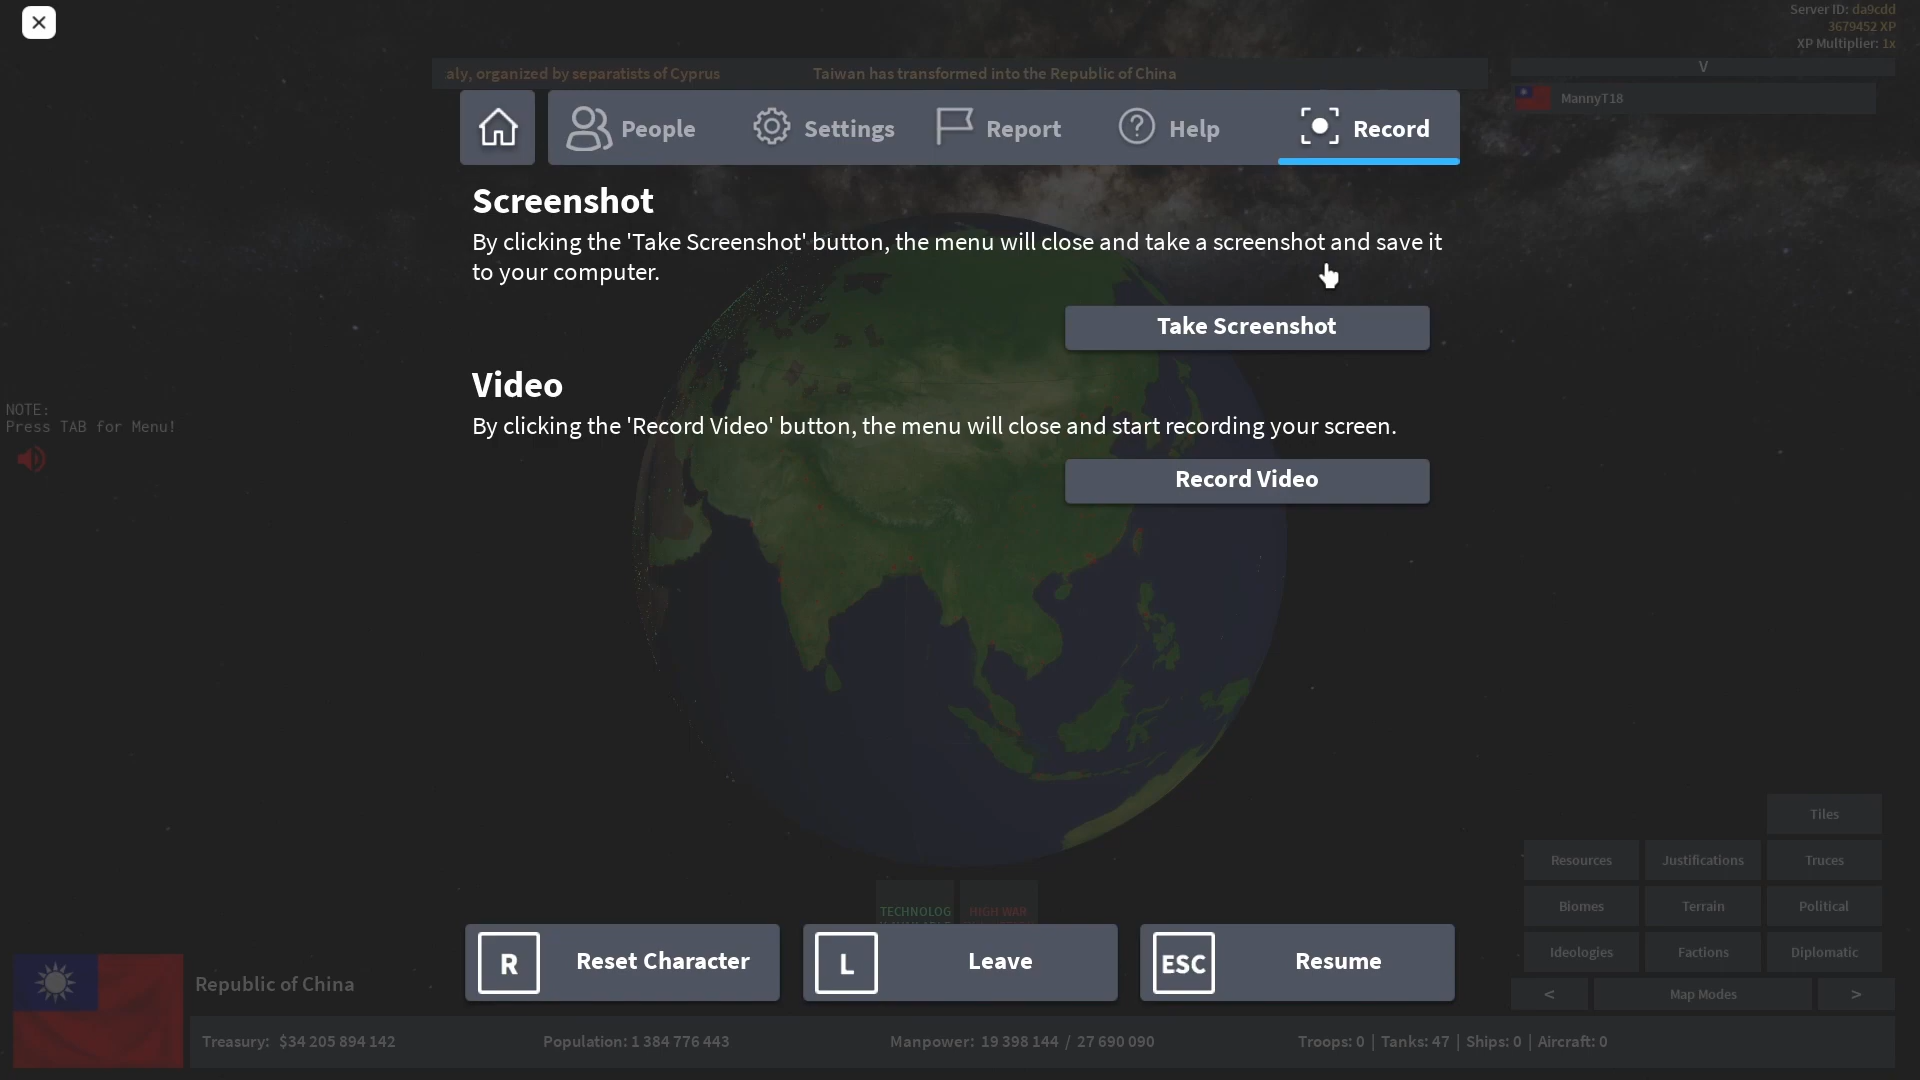 Server ID: da9cdd
3679452 XP
XP Multiplier: 1x
aly, organized by separatists of Cyprus
Taiwan has transformed into the Republic of China
V
MannyT18
People
Settings
Report
Help
Record
Screenshot
By clicking the 'Take Screenshot' button, the menu will close and take a screenshot and save it
to your computer.
Take Screenshot
Video
By clicking the 'Record Video' button, the menu will close and start recording your screen.
Record Video
NOTE:
Press TAB for Menu!
Tiles
Resources
Justifications
Truces
Biomes
Terrain
Political
Ideologies
Factions
Diplomatic
<
Map Modes
>
TECHNOLOG
HIGH WAR
R
Reset Character
L
Leave
ESC
Resume
Republic of China
Treasury: $34 205 894 142
Population: 1 384 776 443
Manpower: 19 398 144 / 27 690 090
Troops: 0 | Tanks: 47 | Ships: 0 | Aircraft: 0